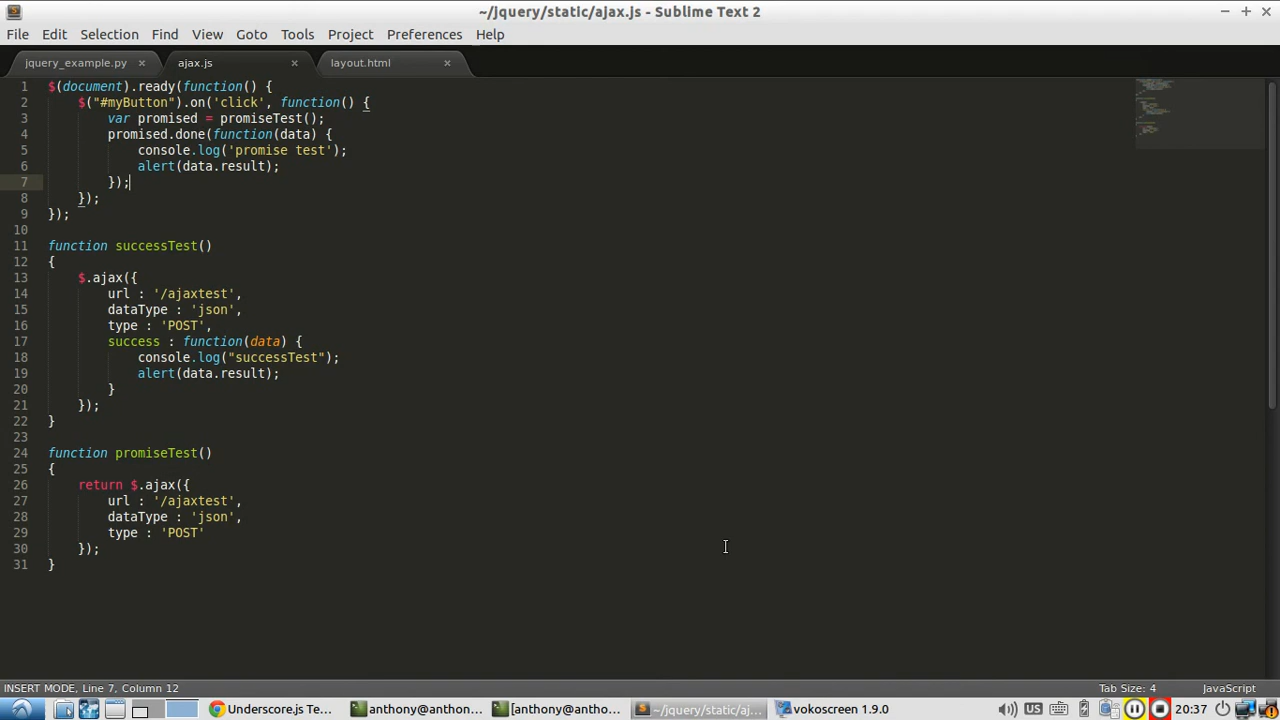 ~/jquery/static/ajax.js - Sublime Text 2
File Edit Selection Find View Goto Tools Project Preferences Help
jquery_example.py ajax.js layout.html
1 $(document).ready(function() {
2 $("#myButton").on('click', function() {
3 var promised = promiseTest();
4 promised.done(function(data) {
5 console.log('promise test');
6 alert(data.result);
7 });
8 });
9 });
10
11 function successTest()
12 {
13 $.ajax({
14 url : '/ajaxtest',
15 dataType : 'json',
16 type : 'POST',
17 success : function(data) {
18 console.log("successTest");
19 alert(data.result);
20 }
21 });
22 }
23
24 function promiseTest()
25 {
26 return $.ajax({
27 url : '/ajaxtest',
28 dataType : 'json',
29 type : 'POST'
30 });
31 }
INSERT MODE, Line 7, Column 12 Tab Size: 4 JavaScript
Underscore.js Te... anthony@anthony... [anthony@antho... ~/jquery/static/aj... vokoscreen 1.9.0 US 20:37